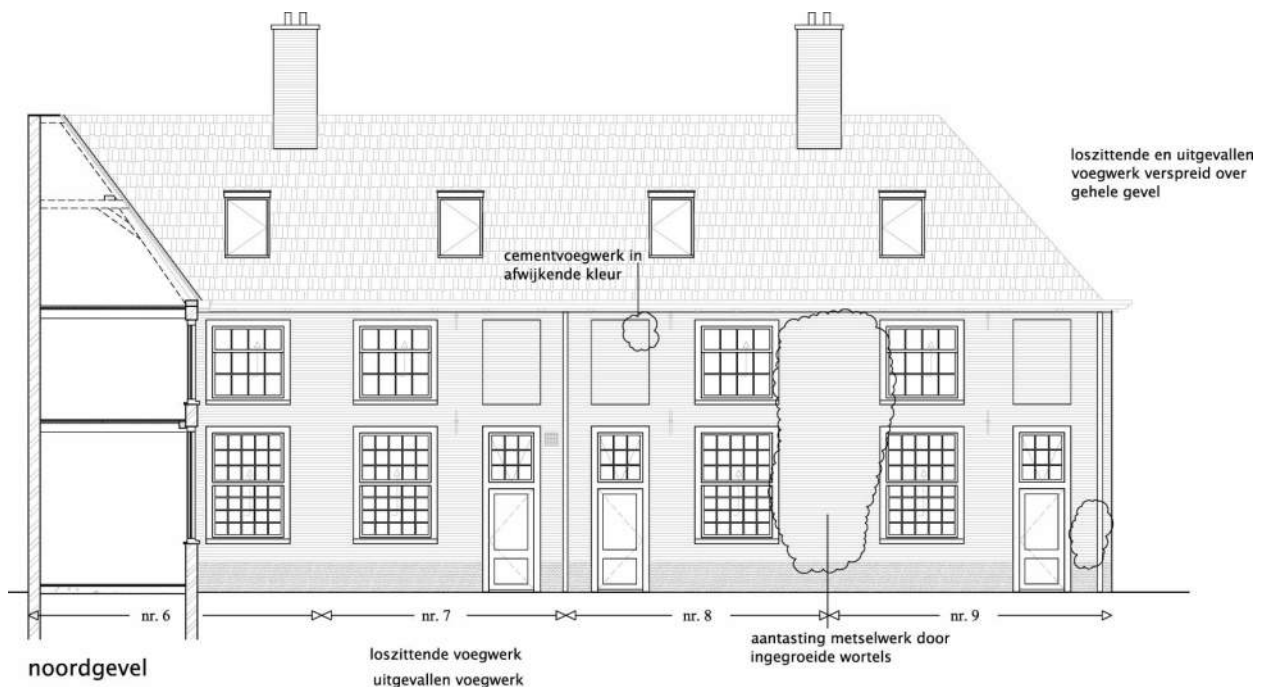 loszittende en uitgevallen
voegwerk verspreid over
gehele gevel
cementvoegwerk in
afwijkende kleur
nr. 6
nr. 7
nr. 8
nr. 9
aantasting metselwerk door
ingegroeide wortels
loszittende voegwerk
uitgevallen voegwerk
noordgevel